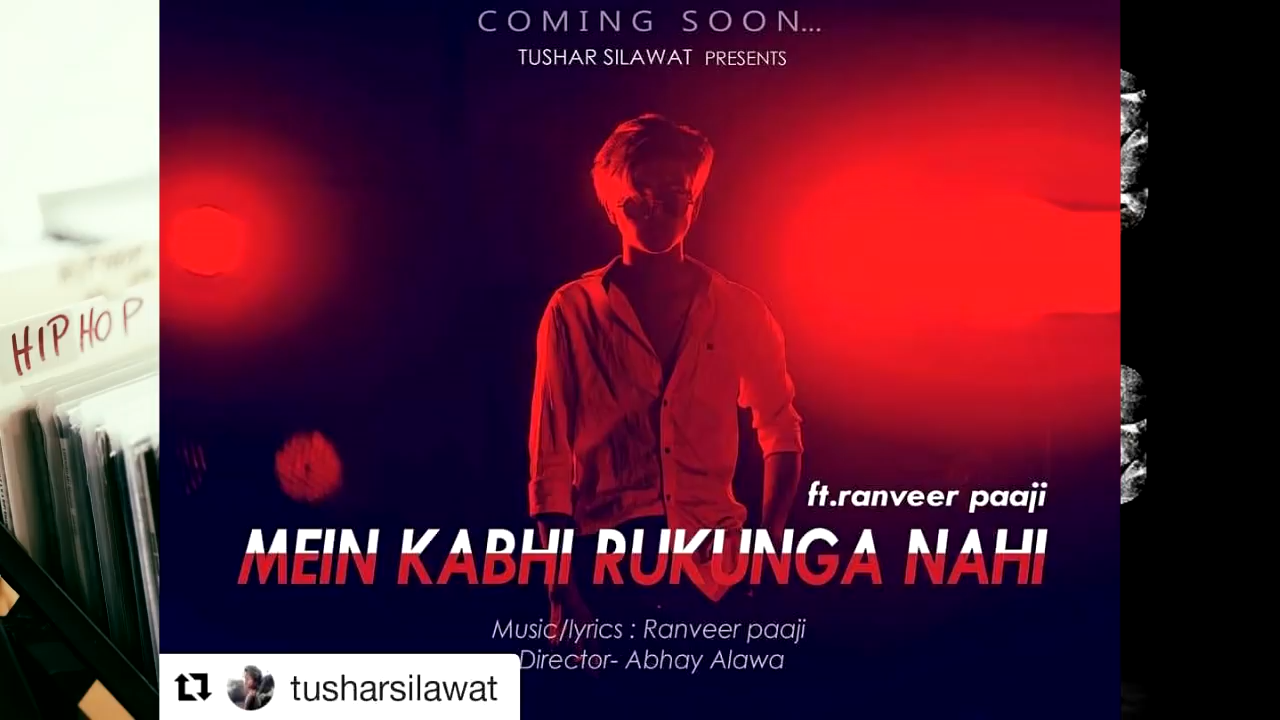 COMING SOON...
TUSHAR SILAWAT PRESENTS
HIP HOP
ft.ranveer paaji
MEIN KABHI RUKUNGA NAHI
Music/lyrics : Ranveer paaji
Director- Abhay Alawa
tusharsilawat